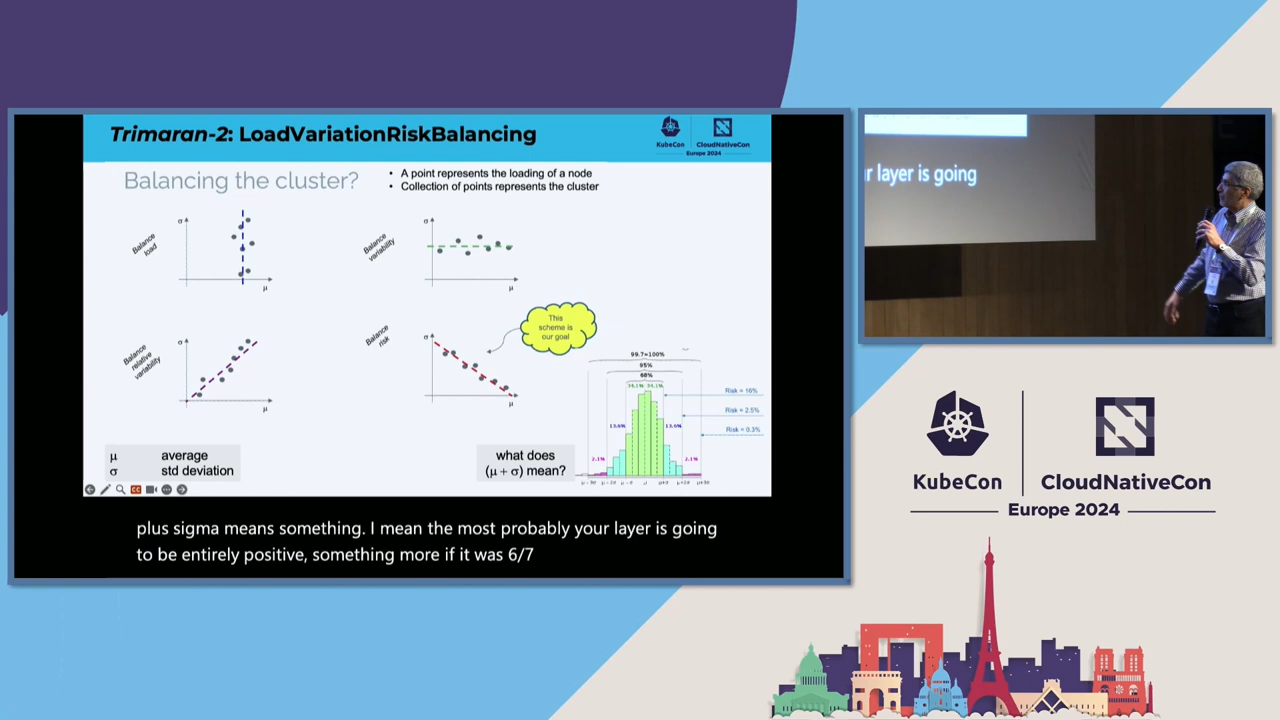 Trimaran-2: LoadVariationRiskBalancing
KubeCon
CloudNativeCon
Europe 2024
Balancing the cluster?
• A point represents the loading of a node
• Collection of points represents the cluster
Balance
load
σ
μ
Balance
variability
σ
μ
Balance
relative
variability
σ
μ
Balance
risk
σ
μ
This
scheme is
our goal
99.7≈100%
95%
68%
34.1% 34.1%
13.6%
13.6%
2.1%
2.1%
Risk = 16%
Risk = 2.5%
Risk = 0.3%
μ-3σ μ-2σ μ-σ μ μ+σ μ+2σ μ+3σ
μ average
σ std deviation
what does
(μ + σ) mean?
plus sigma means something. I mean the most probably your layer is going
to be entirely positive, something more if it was 6/7
r layer is going
KubeCon
CloudNativeCon
Europe 2024